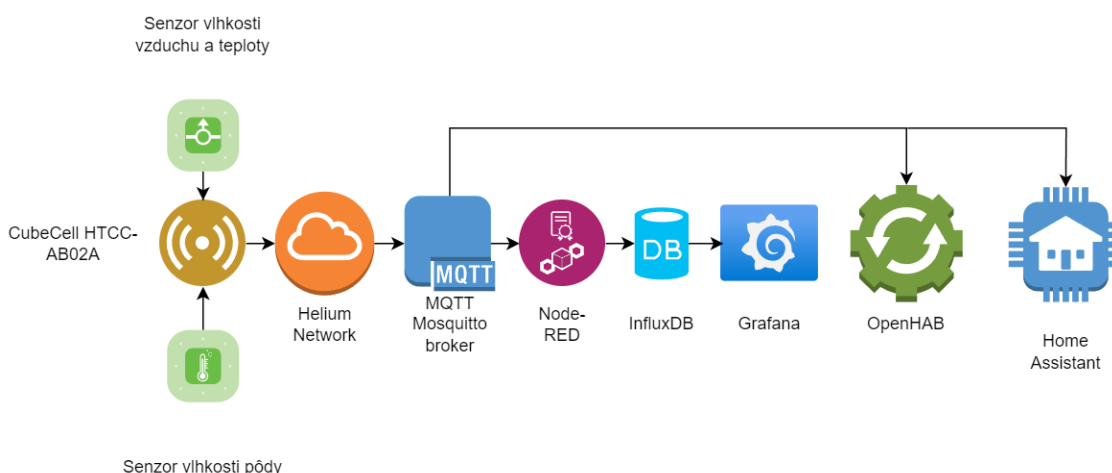 Senzor vlhkosti
vzduchu a teploty
CubeCell HTCC-
AB02A
MQTT
DB
Helium
Network
MQTT
Mosquitto
broker
Node-
RED
InfluxDB
Grafana
OpenHAB
Home
Assistant
°C
Senzor vlhkosti pôdy